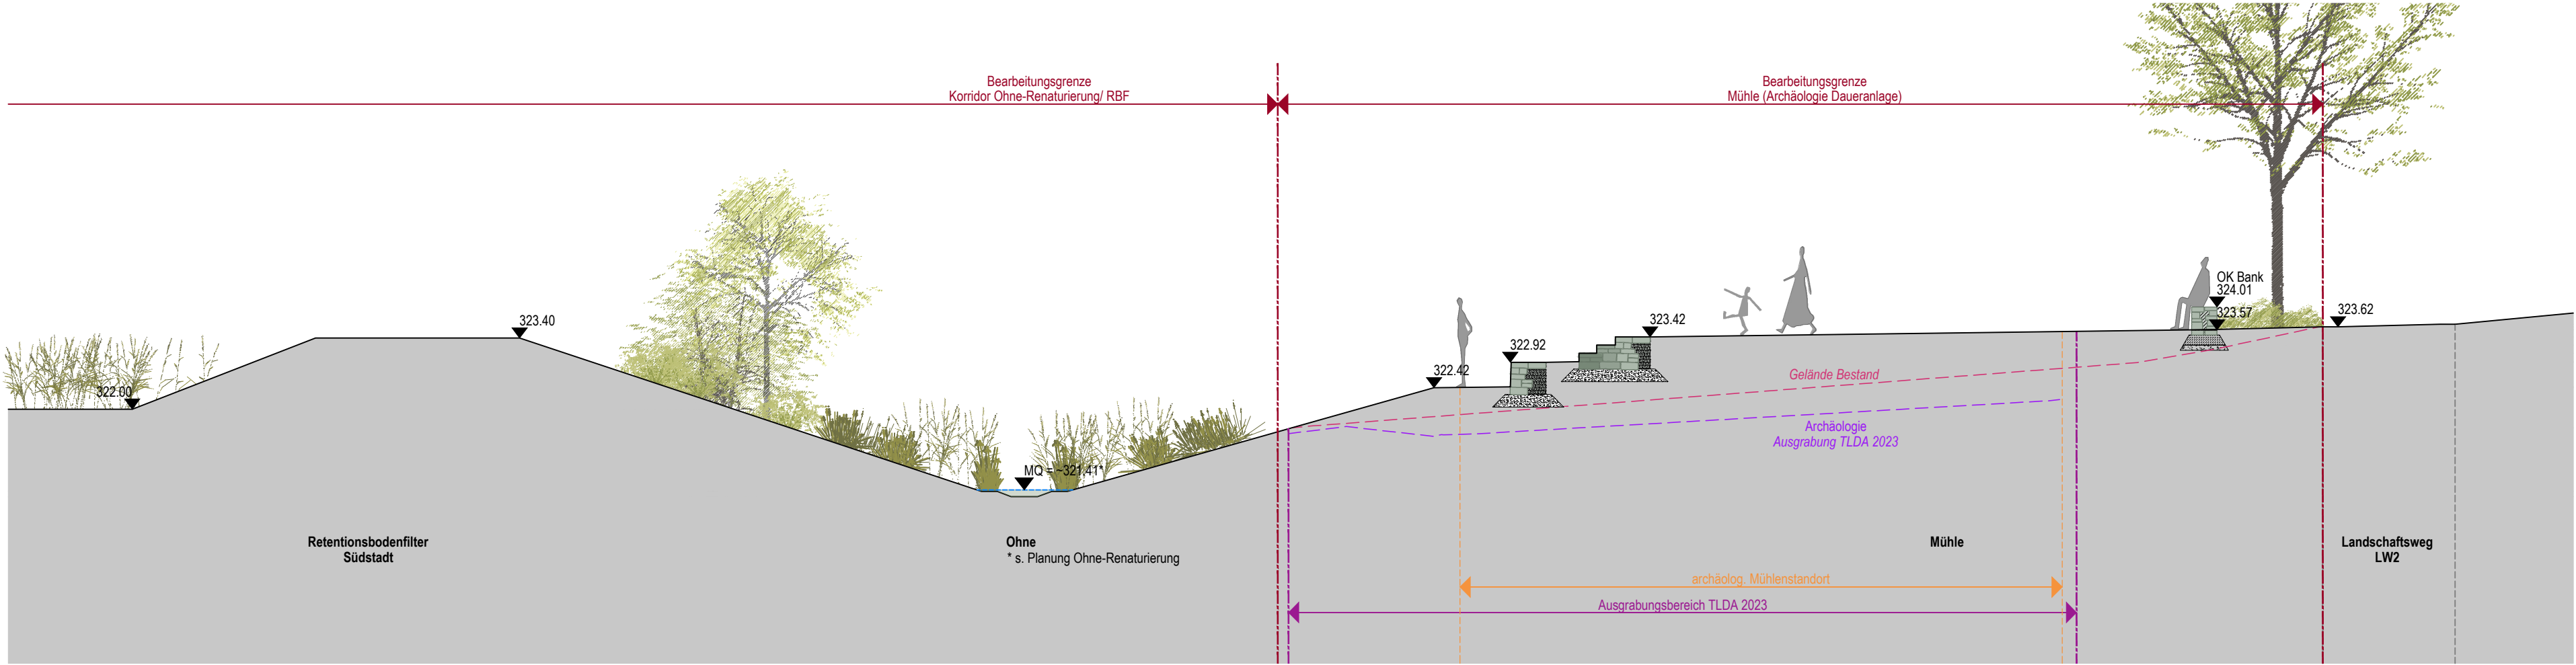 Bearbeitungsgrenze
Korridor Ohne-Renaturierung/ RBF
Bearbeitungsgrenze
Mühle (Archäologie Daueranlage)
OK Bank
324.01
323.57
323.62
323.40
323.42
322.92
322.42
322.00
Gelände Bestand
Archäologie
Ausgrabung TLDA 2023
MQ = ~321.41*
Retentionsbodenfilter
Südstadt
Ohne
* s. Planung Ohne-Renaturierung
Mühle
Landschaftsweg
LW2
archäolog. Mühlenstandort
Ausgrabungsbereich TLDA 2023